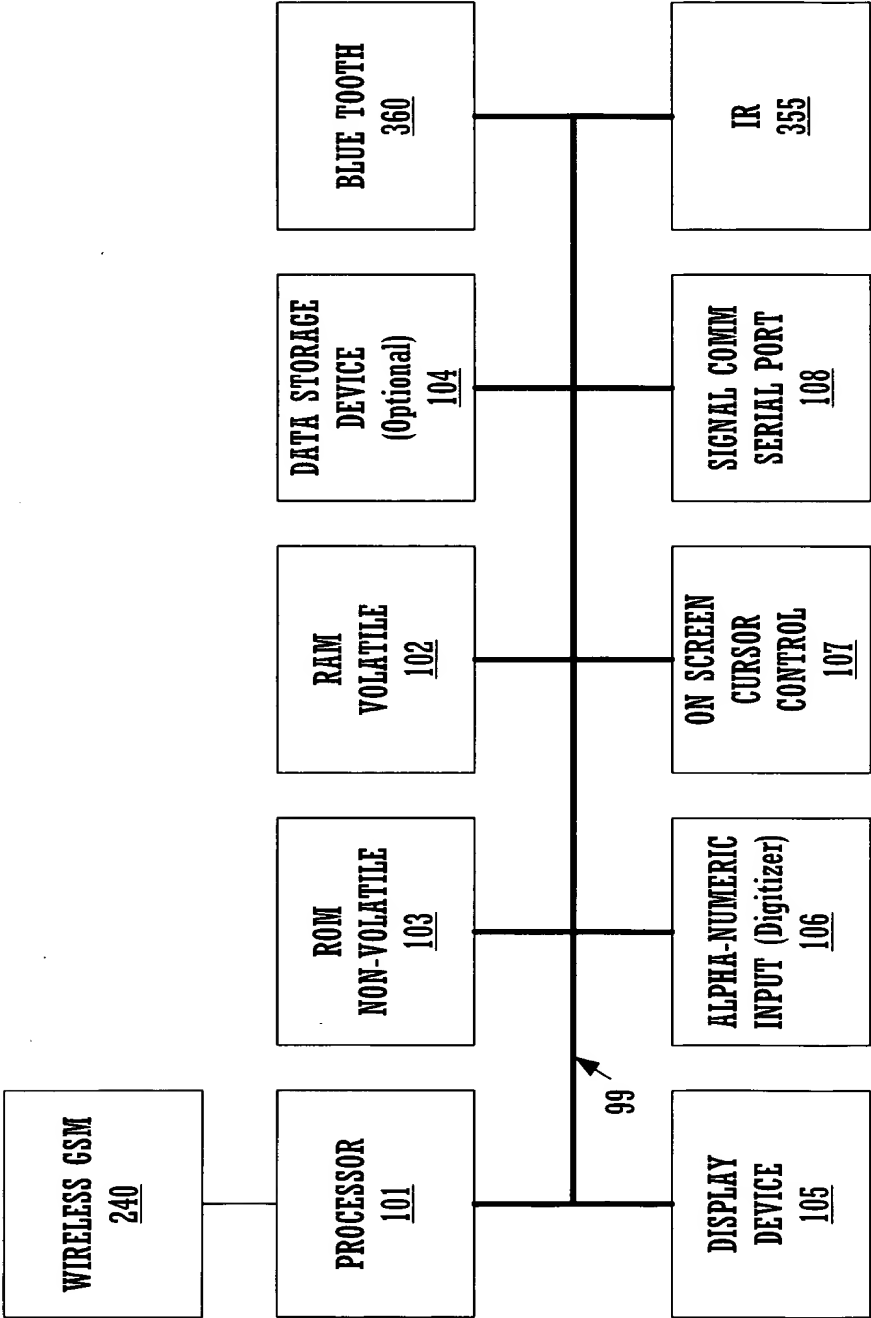 WIRELESS GSM
240
PROCESSOR
101
ROM
NON-VOLATILE
103
RAM
VOLATILE
102
DATA STORAGE
DEVICE
(Optional)
104
BLUE TOOTH
360
99
DISPLAY
DEVICE
105
ALPHA-NUMERIC
INPUT (Digitizer)
106
ON SCREEN
CURSOR
CONTROL
107
SIGNAL COMM
SERIAL PORT
108
IR
355